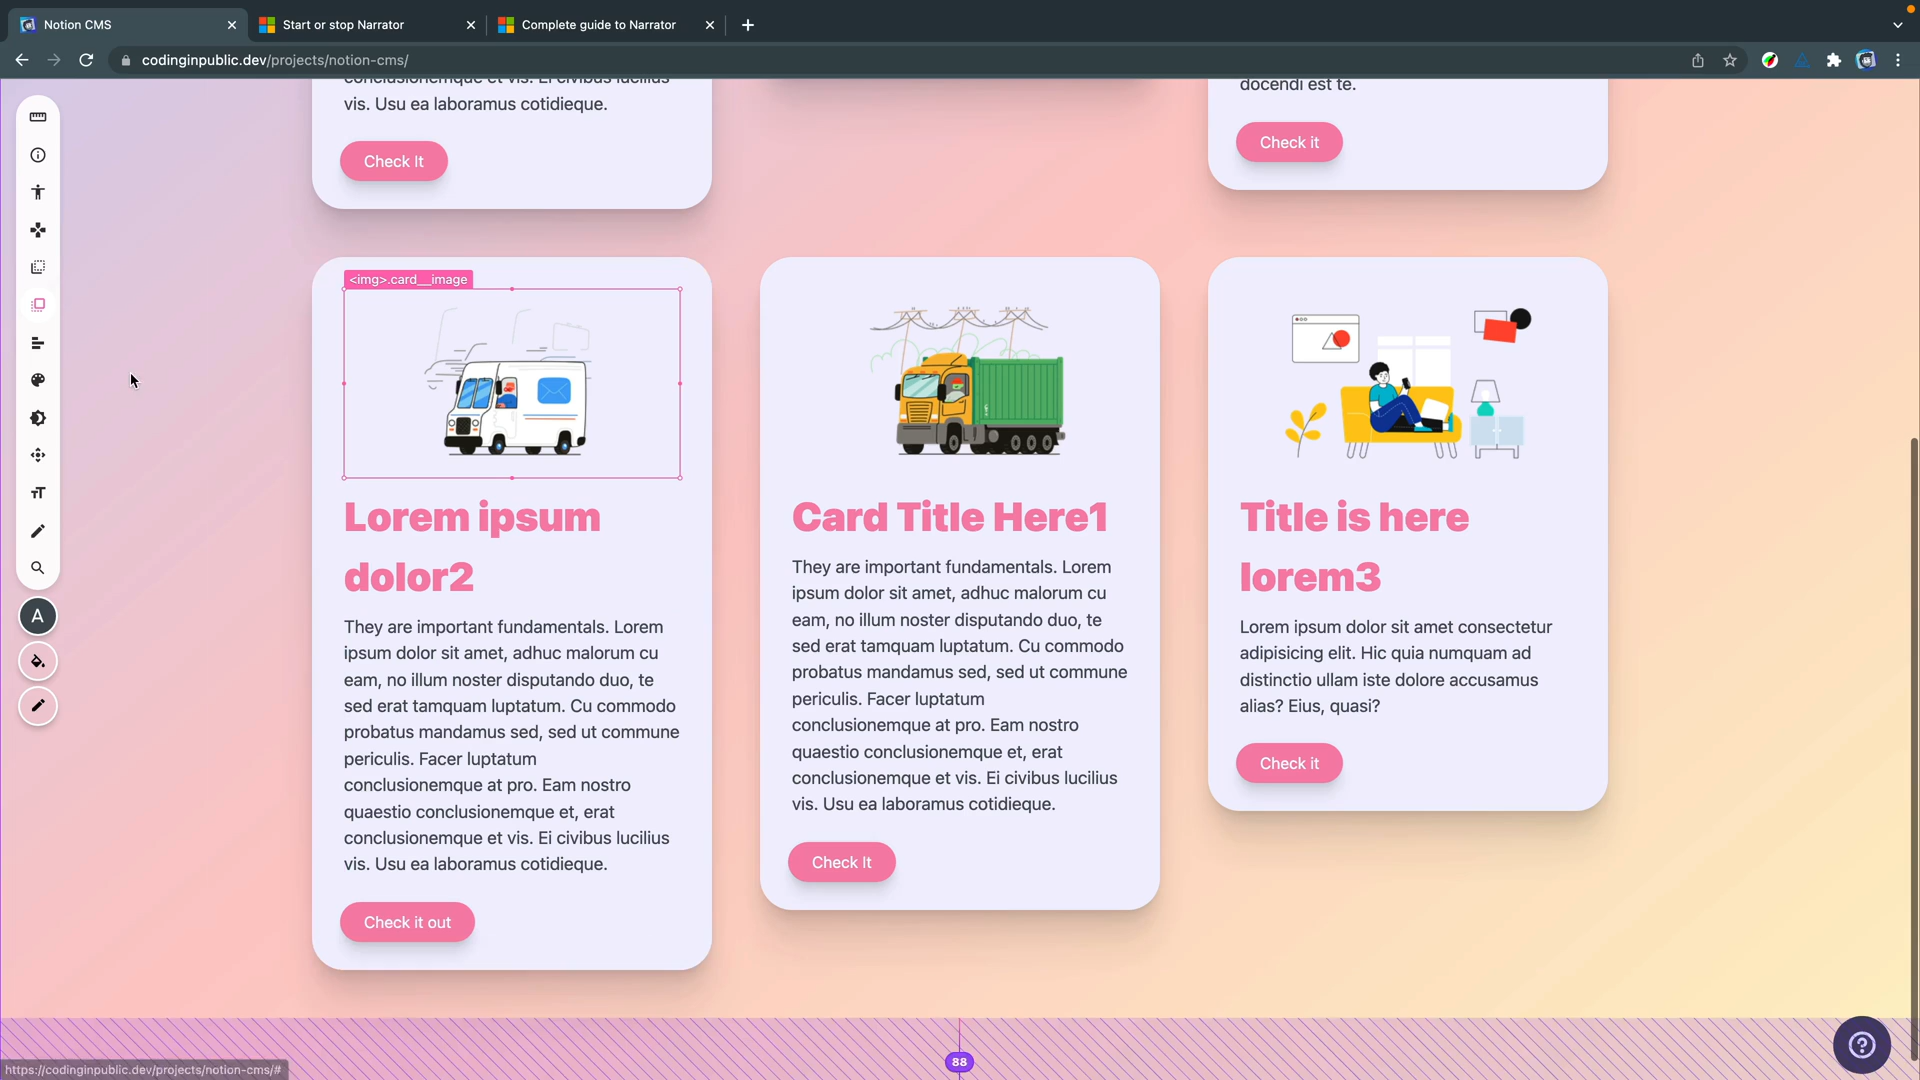 Notion CMS
Start or stop Narrator
Complete guide to Narrator
codinginpublic.dev/projects/notion-cms/
conclusionemque et vis. Ei civibus lucilius
vis. Usu ea laboramus cotidieque.
Check It
docendi est te.
Check it
<img>.card__image
Lorem ipsum
dolor2
They are important fundamentals. Lorem
ipsum dolor sit amet, adhuc malorum cu
eam, no illum noster disputando duo, te
sed erat tamquam luptatum. Cu commodo
probatus mandamus sed, sed ut commune
periculis. Facer luptatum
conclusionemque at pro. Eam nostro
quaestio conclusionemque et, erat
conclusionemque et vis. Ei civibus lucilius
vis. Usu ea laboramus cotidieque.
Check it out
Card Title Here1
They are important fundamentals. Lorem
ipsum dolor sit amet, adhuc malorum cu
eam, no illum noster disputando duo, te
sed erat tamquam luptatum. Cu commodo
probatus mandamus sed, sed ut commune
periculis. Facer luptatum
conclusionemque at pro. Eam nostro
quaestio conclusionemque et, erat
conclusionemque et vis. Ei civibus lucilius
vis. Usu ea laboramus cotidieque.
Check It
Title is here
lorem3
Lorem ipsum dolor sit amet consectetur
adipisicing elit. Hic quia numquam ad
distinctio ullam iste dolore accusamus
alias? Eius, quasi?
Check it
A
88
https://codinginpublic.dev/projects/notion-cms/#